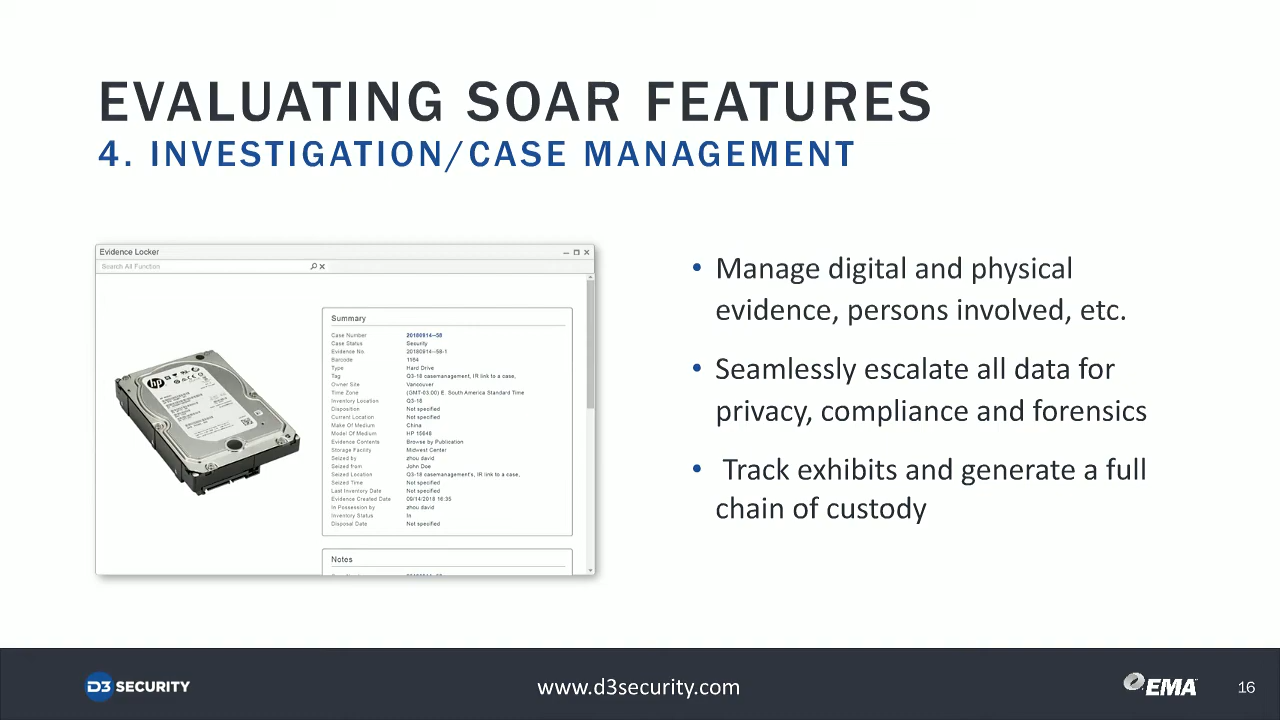 EVALUATING SOAR FEATURES
4. INVESTIGATION/CASE MANAGEMENT
Evidence Locker
Search All Function
Summary
Case Number 20180914--58
Case Status Security
Evidence No. 20180914--58-1
Barcode 1164
Type Hard Drive
Tag Q3-18 casemanagement, IR link to a case,
Owner Site Vancouver
Time Zone (GMT-03:00) E. South America Standard Time
Inventory Location Q3-18
Disposition Not specified
Current Location Not specified
Make Of Medium China
Model Of Medium HP 15646
Evidence Contents Browse by Publication
Storage Facility Midwest Center
Seized by zhou david
Seized from John Doe
Seized Location Q3-18 casemanagement's, IR link to a case,
Seized Time Not specified
Last Inventory Date Not specified
Evidence Created Date 09/14/2018 16:35
In Possession by zhou david
Inventory Status In
Disposal Date Not specified
Notes
hp
• Manage digital and physical
evidence, persons involved, etc.
• Seamlessly escalate all data for
privacy, compliance and forensics
• Track exhibits and generate a full
chain of custody
D3 SECURITY
www.d3security.com
EMA
16